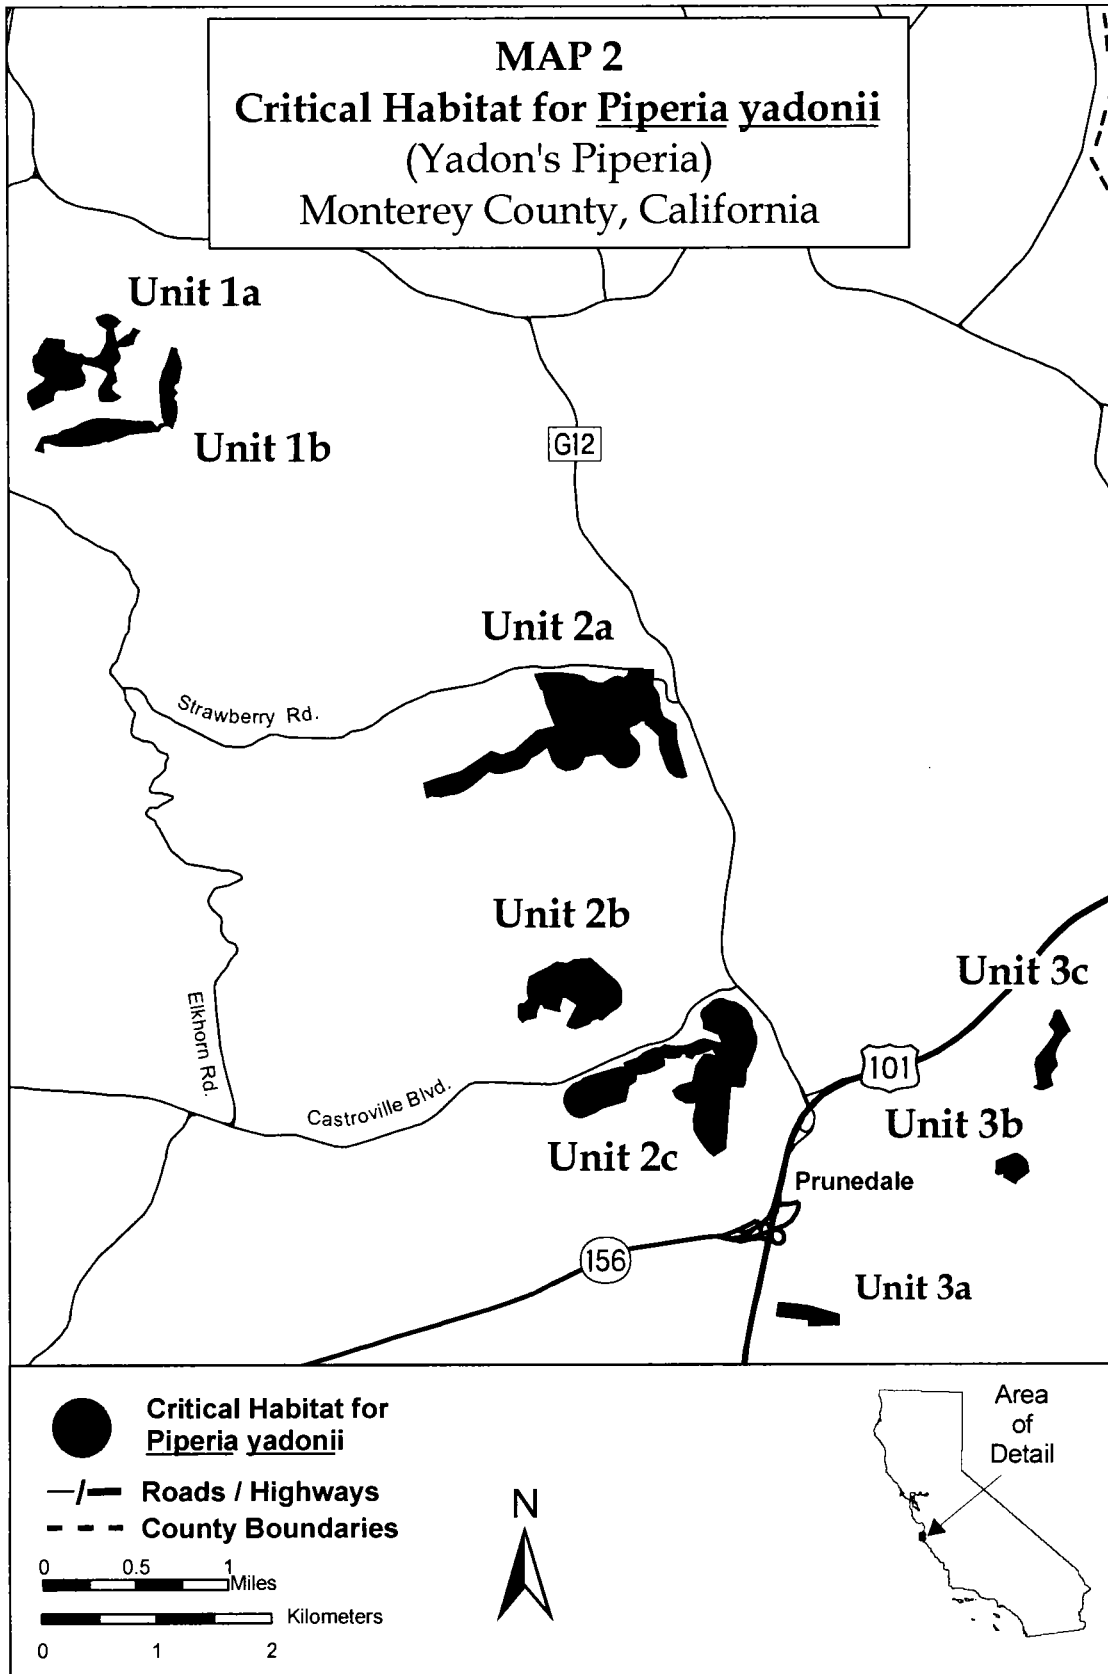 MAP 2
Critical Habitat for Piperia yadonii
(Yadon's Piperia)
Monterey County, California
Unit 1a
Unit 1b
G12
Unit 2a
Strawberry Rd.
Unit 2b
Unit 3c
Elkhorn Rd.
101
Castroville Blvd.
Unit 3b
Unit 2c
Prunedale
156
Unit 3a
Critical Habitat for
Piperia yadonii
Roads / Highways
County Boundaries
0 0.5 1
Miles
Kilometers
0 1 2
N
Area
of
Detail